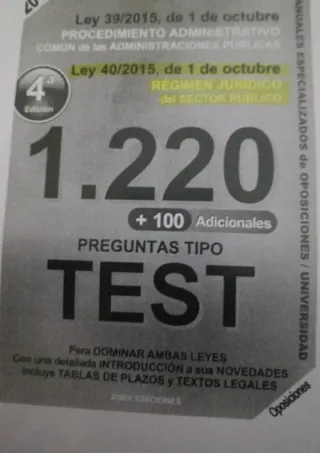 20
Ley 39/2015, de 1 de octubre
PROCEDIMIENTO ADMINISTRATIVO
COMÚN de las ADMINISTRACIONES PÚBLICAS
Ley 40/2015, de 1 de octubre
RÉGIMEN JURÍDICO
del SECTOR PÚBLICO
4ª
Edición
1.220
+ 100 Adicionales
PREGUNTAS TIPO
TEST
Para DOMINAR AMBAS LEYES
Con una detallada INTRODUCCIÓN a sus NOVEDADES
Incluye TABLAS DE PLAZOS y TEXTOS LEGALES
EDICIONES
MANUALES ESPECIALIZADOS de OPOSICIONES / UNIVERSIDAD
Oposiciones